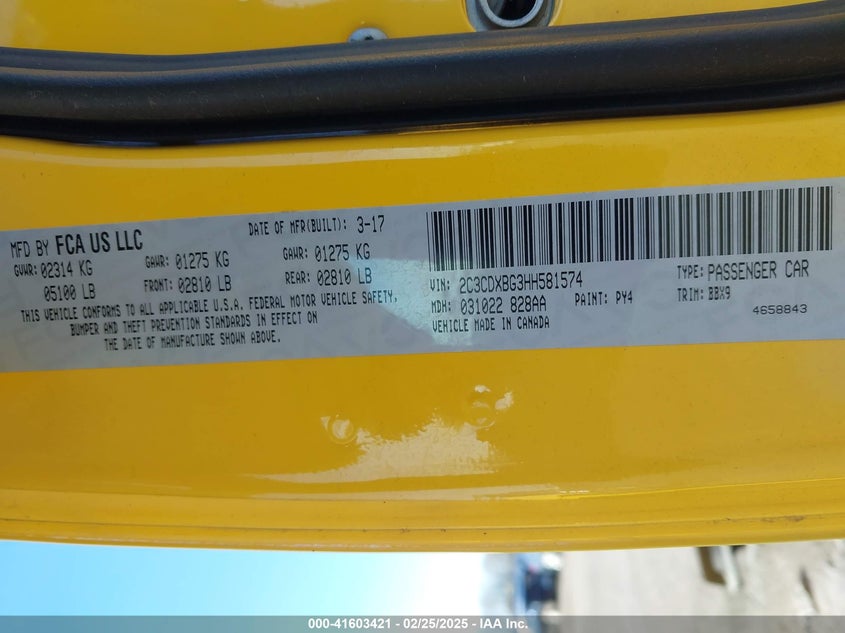 MFD BY FCA US LLC
DATE OF MFR(BUILT): 3-17
GVWR: 02314 KG
GAWR: 01275 KG
GAWR: 01275 KG
05100 LB
FRONT: 02810 LB
REAR: 02810 LB
THIS VEHICLE CONFORMS TO ALL APPLICABLE U.S.A. FEDERAL MOTOR VEHICLE SAFETY,
BUMPER AND THEFT PREVENTION STANDARDS IN EFFECT ON
THE DATE OF MANUFACTURE SHOWN ABOVE.
VIN: 2C3CDXBG3HH581574
TYPE: PASSENGER CAR
MDH: 031022 828AA
PAINT: PY4
TRIM: BBX9
VEHICLE MADE IN CANADA
4658843
000-41603421 - 02/25/2025 - IAA Inc.